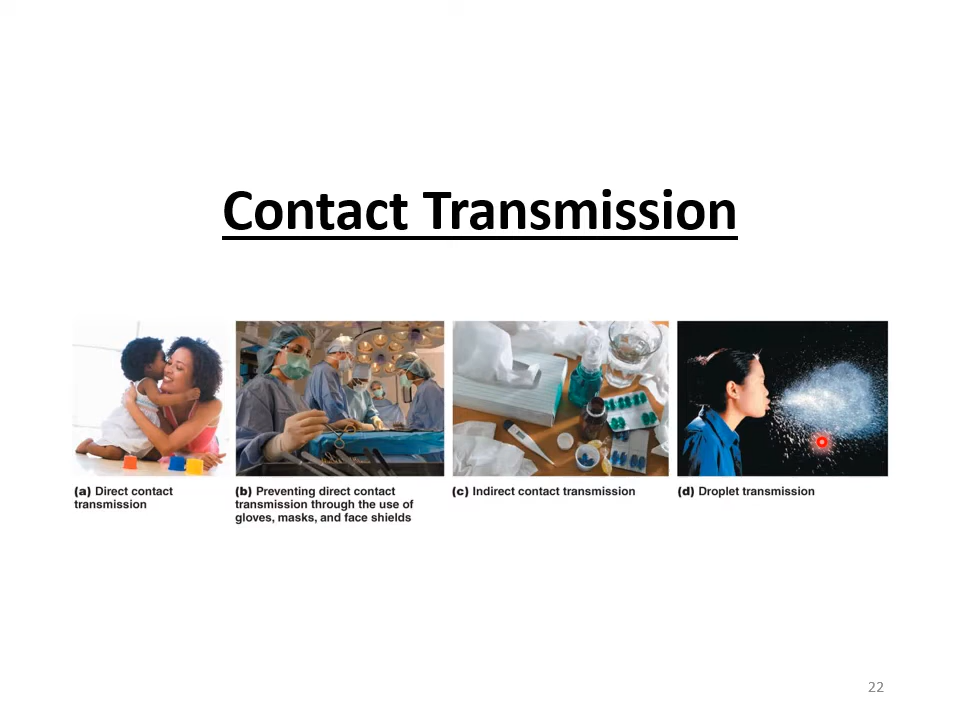 Contact Transmission
(a) Direct contact
transmission
(b) Preventing direct contact
transmission through the use of
gloves, masks, and face shields
(c) Indirect contact transmission
(d) Droplet transmission
22